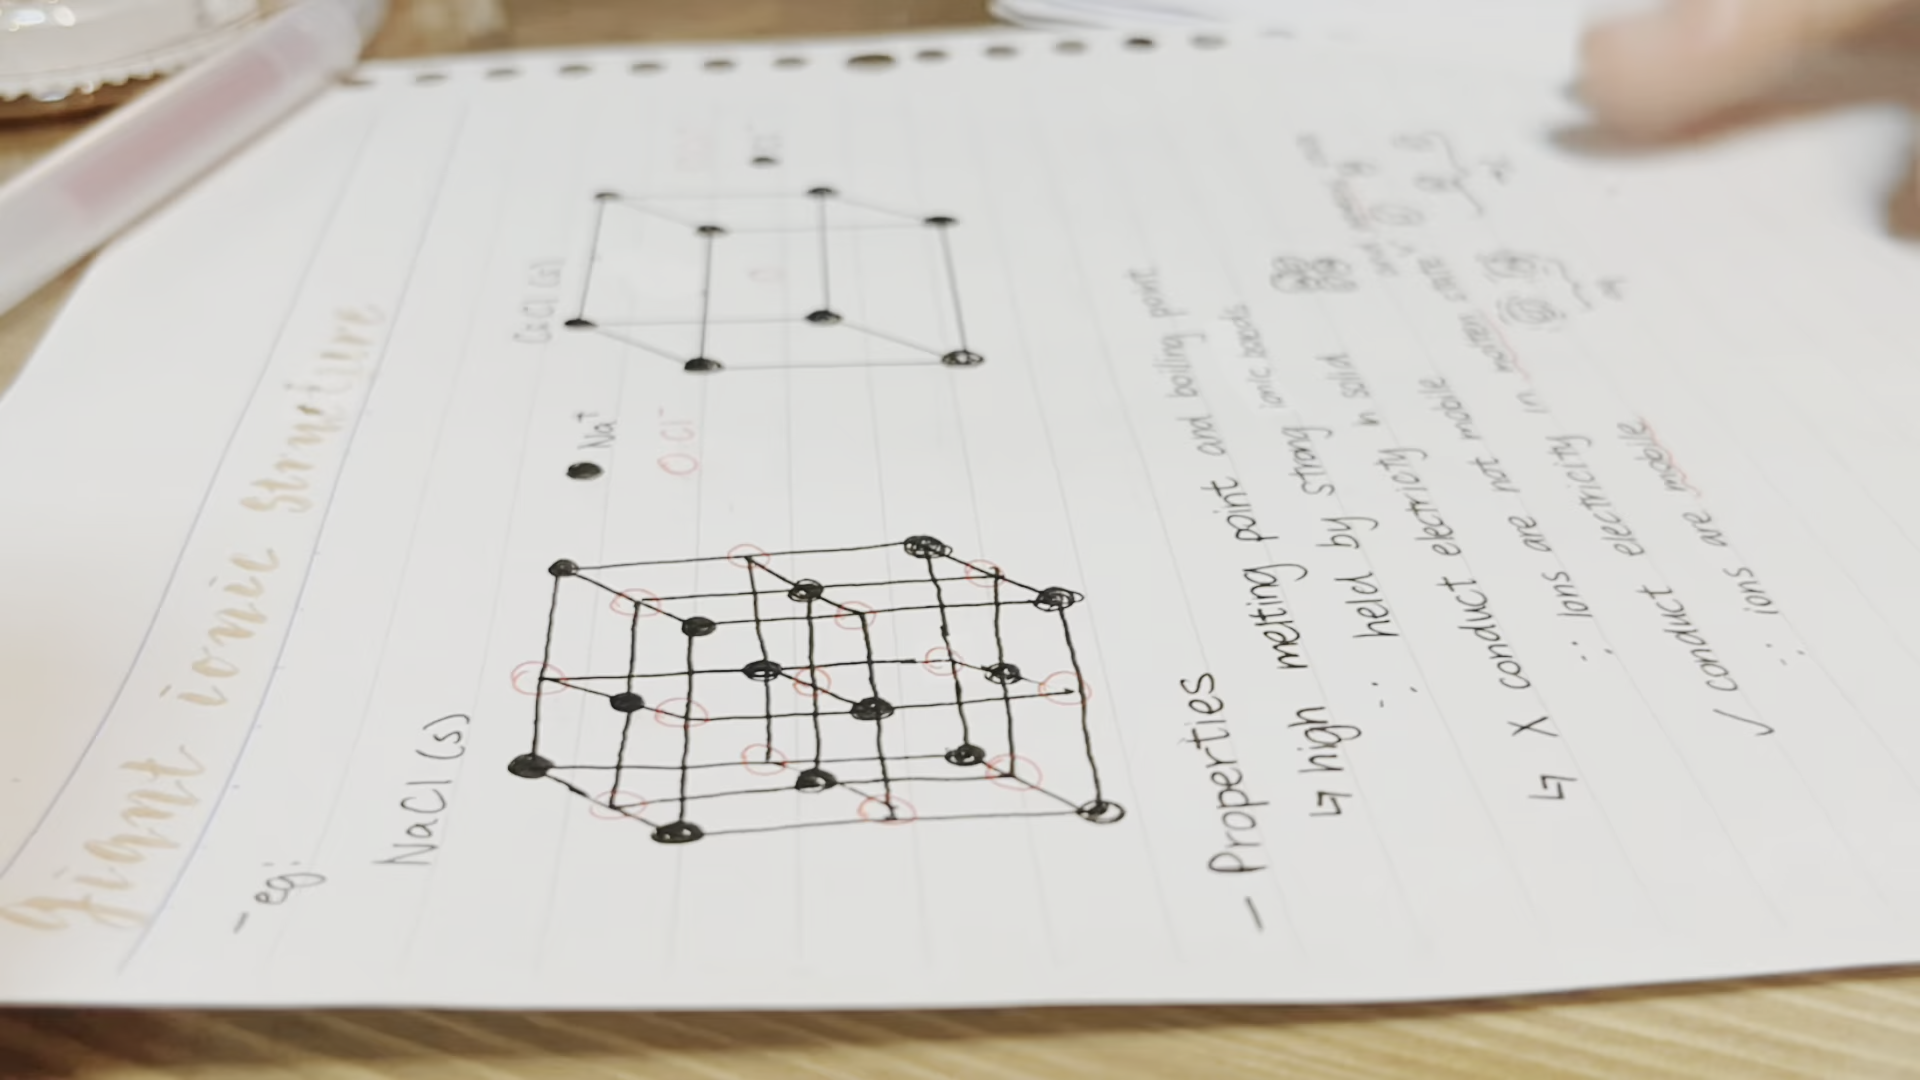 giant ionic structure
- eg:
NaCl (s)
Na⁺
Cl⁻
CsCl (s)
- Properties
↳ high melting point and boiling point
∵ held by strong ionic bonds
↳ X conduct electricity in solid
∵ ions are not mobile
✓ conduct electricity in molten
∵ ions are mobile